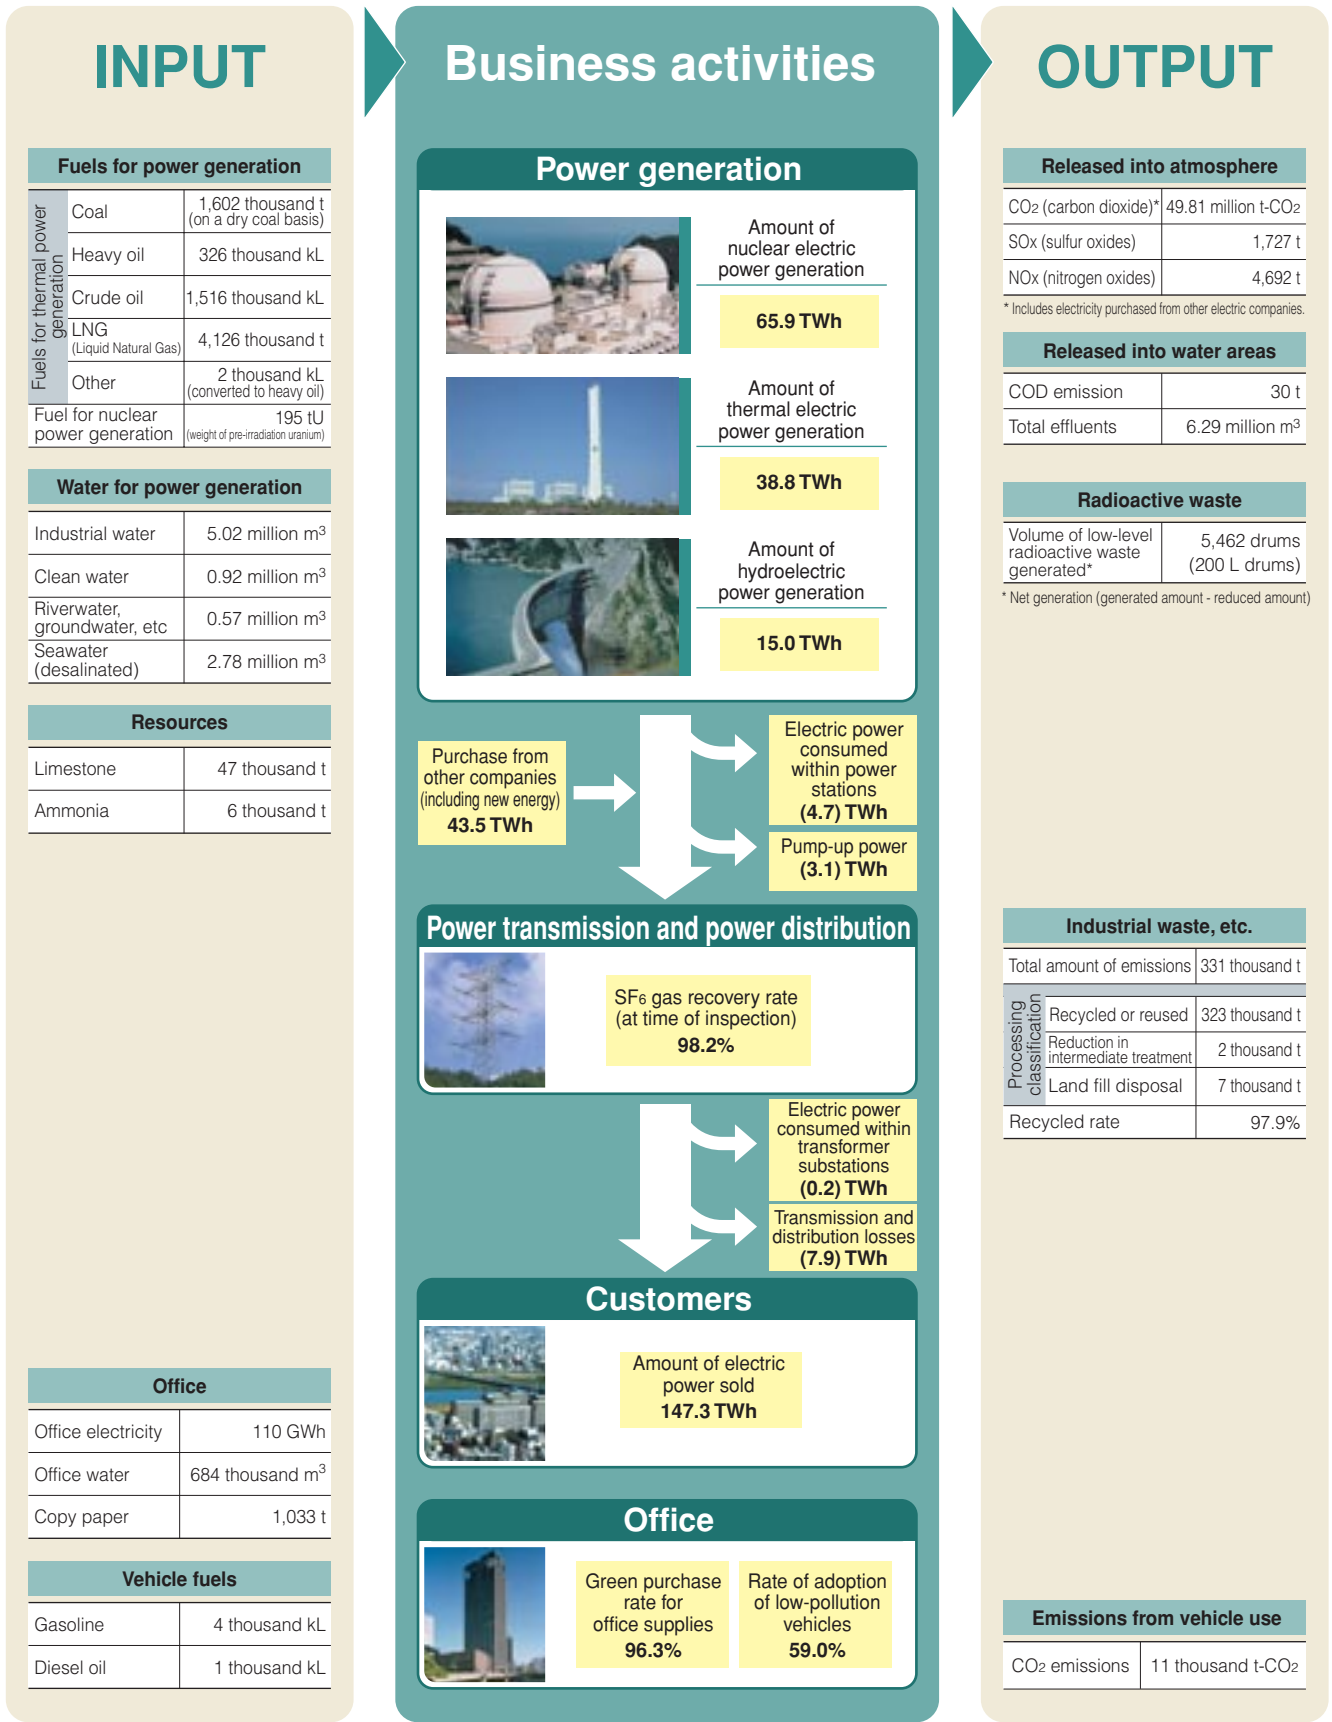 INPUT
Fuels for power generation
Fuels for thermal power
generation
Coal
1,602 thousand t
(on a dry coal basis)
Heavy oil
326 thousand kL
Crude oil
1,516 thousand kL
LNG
(Liquid Natural Gas)
4,126 thousand t
Other
2 thousand kL
(converted to heavy oil)
Fuel for nuclear
power generation
195 tU
(weight of pre-irradiation uranium)
Water for power generation
Industrial water
5.02 million m³
Clean water
0.92 million m³
Riverwater,
groundwater, etc
0.57 million m³
Seawater
(desalinated)
2.78 million m³
Resources
Limestone
47 thousand t
Ammonia
6 thousand t
Office
Office electricity
110 GWh
Office water
684 thousand m³
Copy paper
1,033 t
Vehicle fuels
Gasoline
4 thousand kL
Diesel oil
1 thousand kL
Business activities
Power generation
Amount of
nuclear electric
power generation
65.9 TWh
Amount of
thermal electric
power generation
38.8 TWh
Amount of
hydroelectric
power generation
15.0 TWh
Purchase from
other companies
(including new energy)
43.5 TWh
Electric power
consumed
within power
stations
(4.7) TWh
Pump-up power
(3.1) TWh
Power transmission and power distribution
SF6 gas recovery rate
(at time of inspection)
98.2%
Electric power
consumed within
transformer
substations
(0.2) TWh
Transmission and
distribution losses
(7.9) TWh
Customers
Amount of electric
power sold
147.3 TWh
Office
Green purchase
rate for
office supplies
96.3%
Rate of adoption
of low-pollution
vehicles
59.0%
OUTPUT
Released into atmosphere
CO2 (carbon dioxide)*
49.81 million t-CO2
SOx (sulfur oxides)
1,727 t
NOx (nitrogen oxides)
4,692 t
* Includes electricity purchased from other electric companies.
Released into water areas
COD emission
30 t
Total effluents
6.29 million m³
Radioactive waste
Volume of low-level
radioactive waste
generated*
5,462 drums
(200 L drums)
* Net generation (generated amount - reduced amount)
Industrial waste, etc.
Total amount of emissions
331 thousand t
Processing
classification
Recycled or reused
323 thousand t
Reduction in
intermediate treatment
2 thousand t
Land fill disposal
7 thousand t
Recycled rate
97.9%
Emissions from vehicle use
CO2 emissions
11 thousand t-CO2